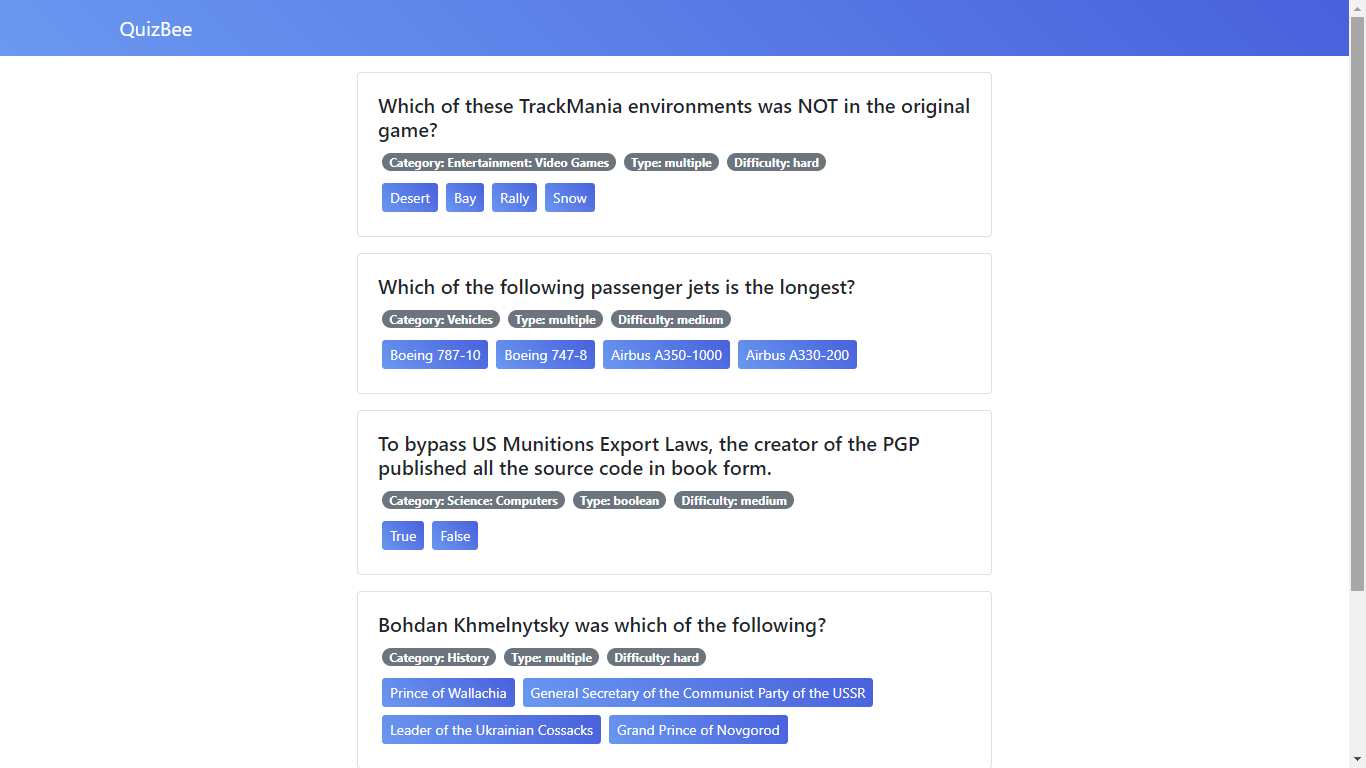 QuizBee
Which of these TrackMania environments was NOT in the original
game?
Category: Entertainment: Video Games Type: multiple Difficulty: hard
Desert Bay Rally Snow
Which of the following passenger jets is the longest?
Category: Vehicles Type: multiple Difficulty: medium
Boeing 787-10 Boeing 747-8 Airbus A350-1000 Airbus A330-200
To bypass US Munitions Export Laws, the creator of the PGP
published all the source code in book form.
Category: Science: Computers Type: boolean Difficulty: medium
True False
Bohdan Khmelnytsky was which of the following?
Category: History Type: multiple Difficulty: hard
Prince of Wallachia General Secretary of the Communist Party of the USSR
Leader of the Ukrainian Cossacks Grand Prince of Novgorod